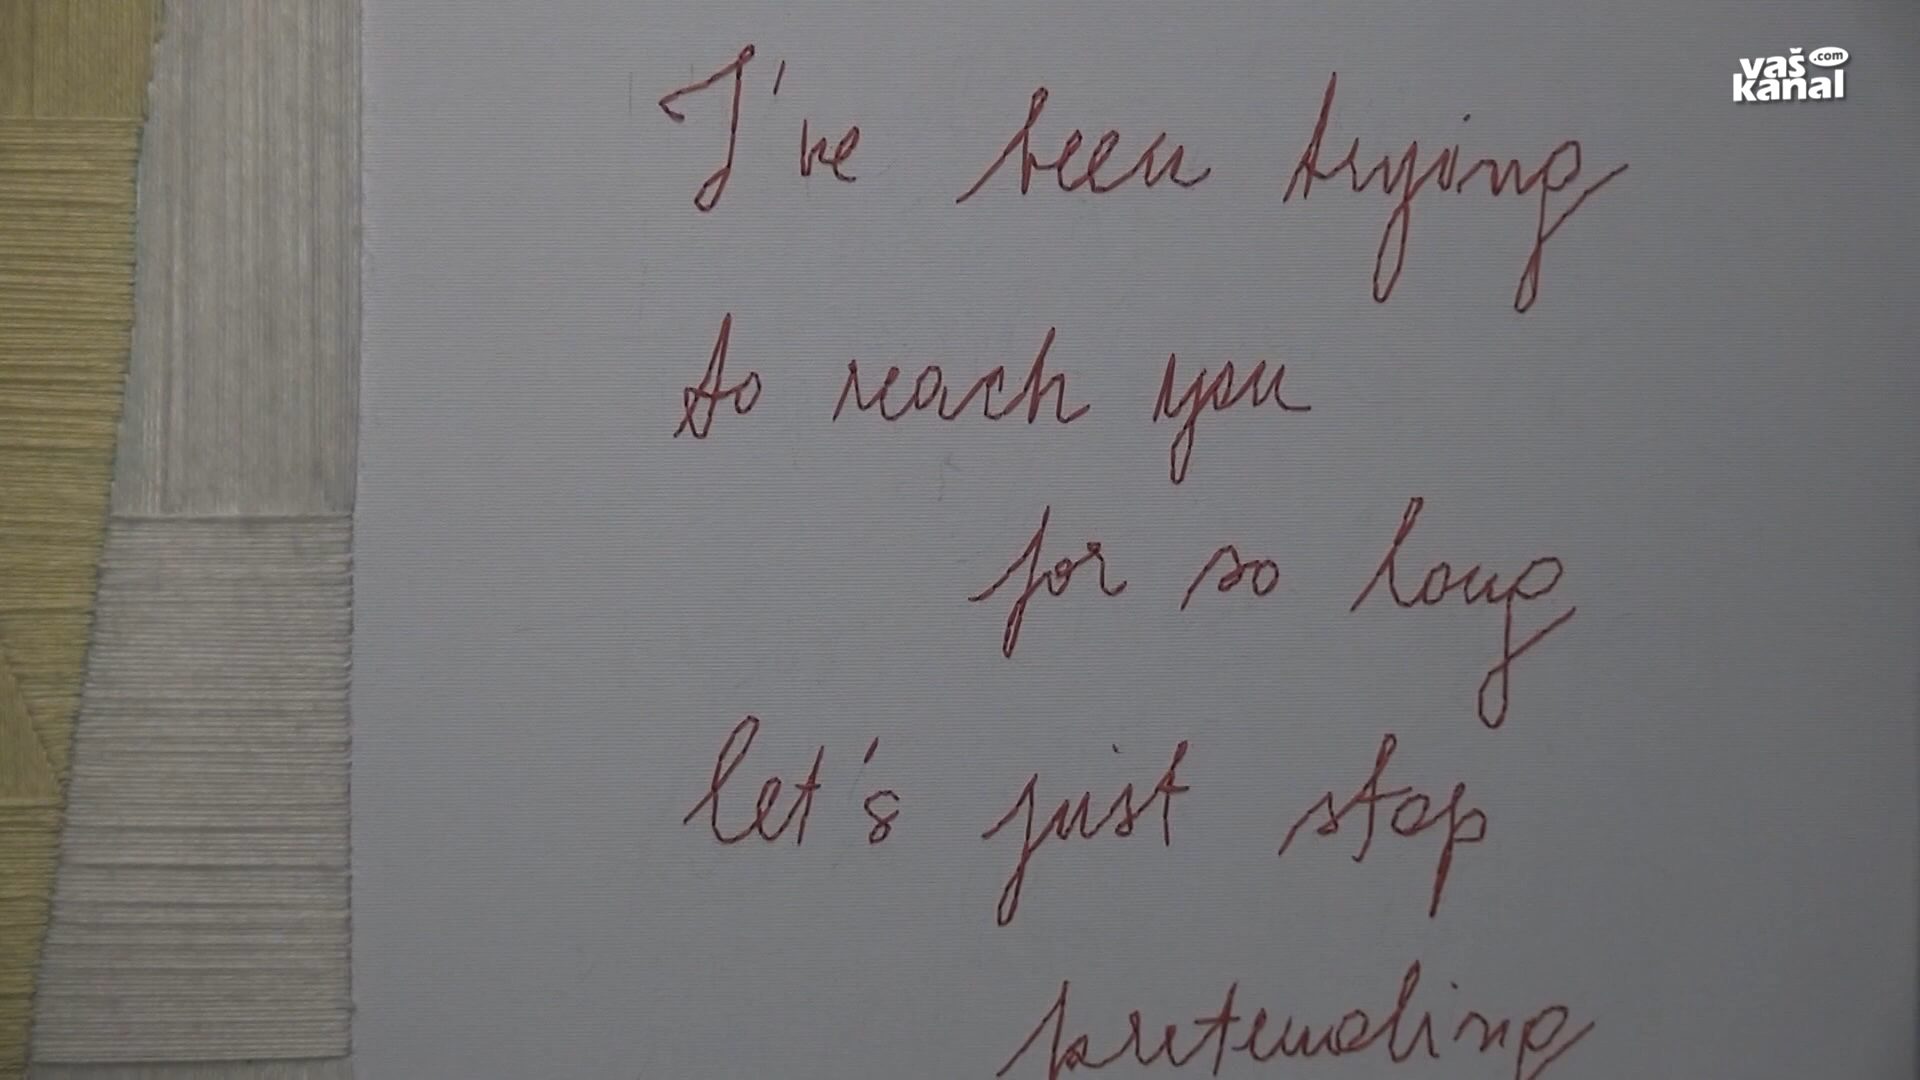 vaš .com
kanal
I've been trying
to reach you
for so long
let's just stop
pretending